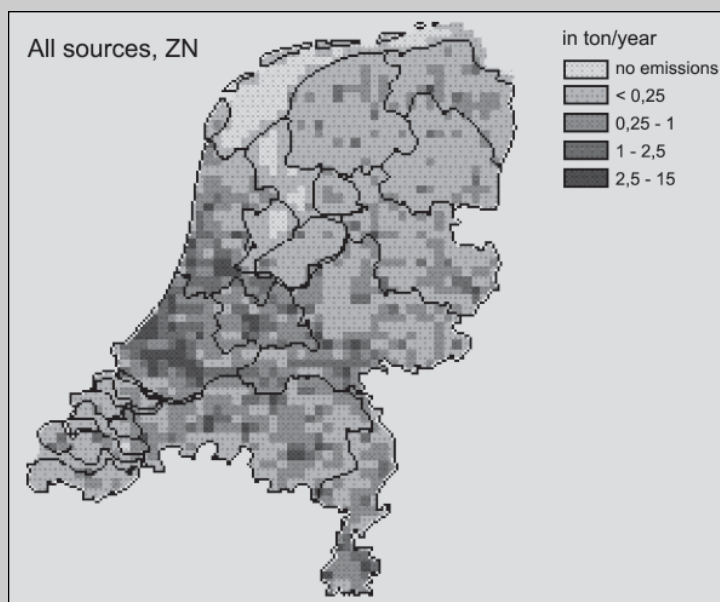 All sources, ZN
in ton/year
no emissions
< 0,25
0,25 - 1
1 - 2,5
2,5 - 15